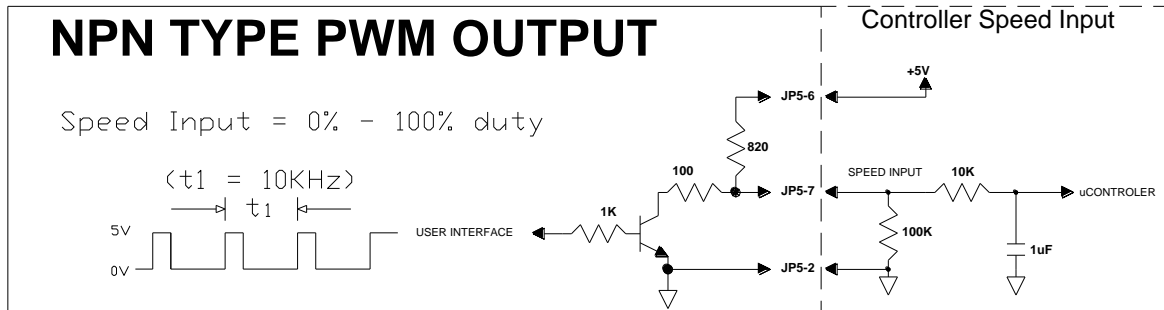 NPN TYPE PWM OUTPUT
Controller Speed Input
Speed Input = 0% - 100% duty
(t1 = 10KHz)
t1
5V
0V
USER INTERFACE
1K
100
820
JP5-6
+5V
JP5-7
SPEED INPUT
10K
uCONTROLER
100K
1uF
JP5-2